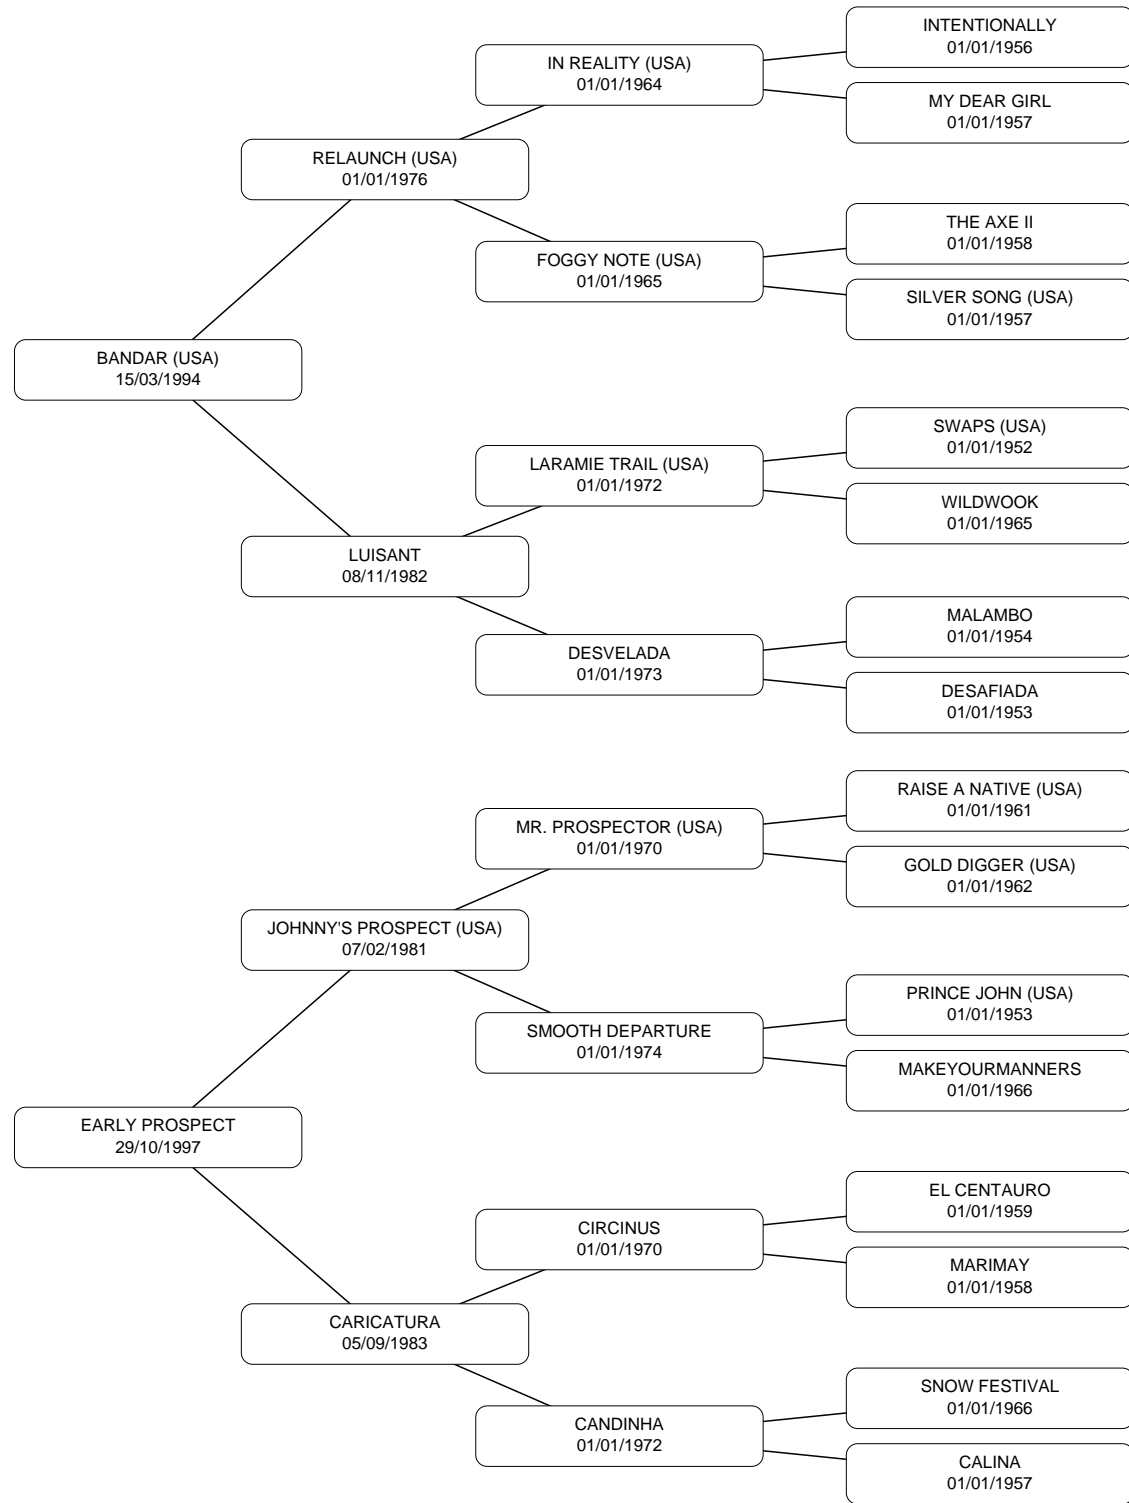 INTENTIONALLY
01/01/1956
IN REALITY (USA)
01/01/1964
MY DEAR GIRL
01/01/1957
RELAUNCH (USA)
01/01/1976
THE AXE II
01/01/1958
FOGGY NOTE (USA)
01/01/1965
SILVER SONG (USA)
01/01/1957
BANDAR (USA)
15/03/1994
SWAPS (USA)
01/01/1952
LARAMIE TRAIL (USA)
01/01/1972
WILDWOOK
01/01/1965
LUISANT
08/11/1982
MALAMBO
01/01/1954
DESVELADA
01/01/1973
DESAFIADA
01/01/1953
RAISE A NATIVE (USA)
01/01/1961
MR. PROSPECTOR (USA)
01/01/1970
GOLD DIGGER (USA)
01/01/1962
JOHNNY'S PROSPECT (USA)
07/02/1981
PRINCE JOHN (USA)
01/01/1953
SMOOTH DEPARTURE
01/01/1974
MAKEYOURMANNERS
01/01/1966
EARLY PROSPECT
29/10/1997
EL CENTAURO
01/01/1959
CIRCINUS
01/01/1970
MARIMAY
01/01/1958
CARICATURA
05/09/1983
SNOW FESTIVAL
01/01/1966
CANDINHA
01/01/1972
CALINA
01/01/1957